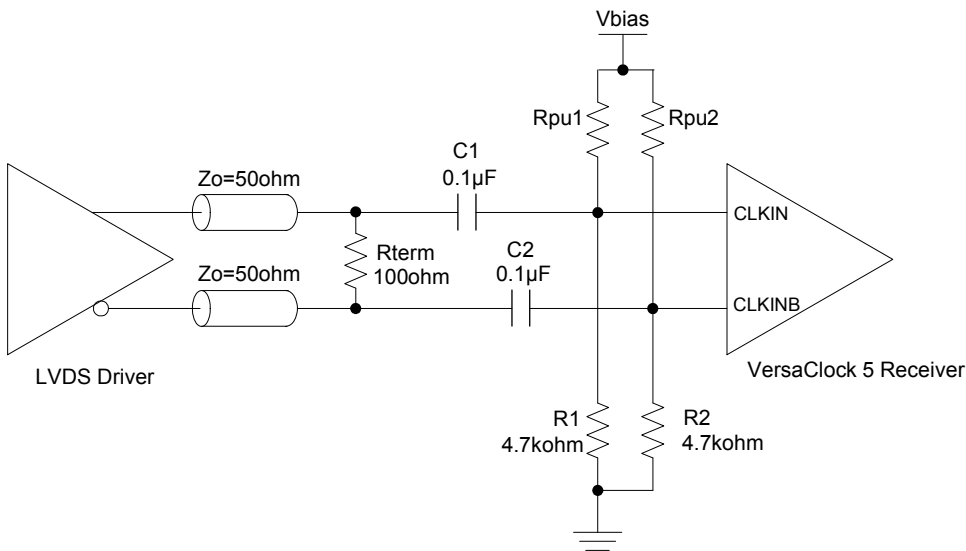 Vbias
Rpu1
Rpu2
C1
0.1µF
Zo=50ohm
CLKIN
Rterm
100ohm
C2
0.1µF
Zo=50ohm
CLKINB
LVDS Driver
VersaClock 5 Receiver
R1
4.7kohm
R2
4.7kohm